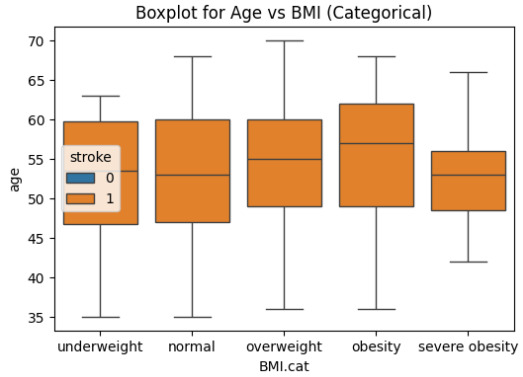 Boxplot for Age vs BMI (Categorical)
70
65
60
55
50
45
40
35
age
stroke
0
1
underweight normal overweight obesity severe obesity
BMI.cat